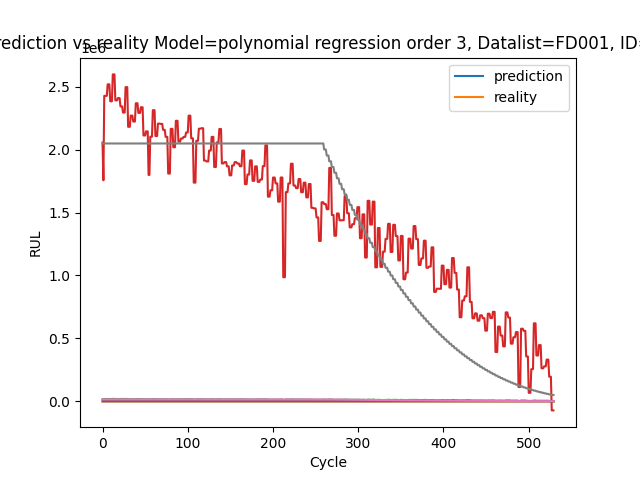 rediction vs reality Model=polynomial regression order 3, Datalist=FD001, ID=
1e6
prediction
reality
2.5
2.0
1.5
1.0
0.5
0.0
RUL
0 100 200 300 400 500
Cycle